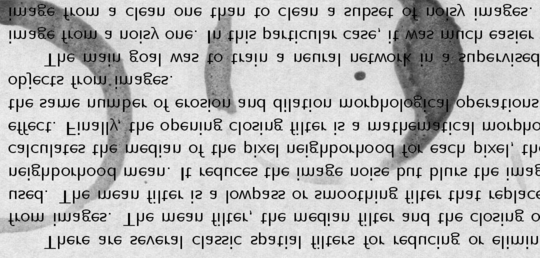 There are several classic spatial filters for reducing or elimin
from images. The mean filter, the median filter and the closing o
used. The mean filter is a lowpass or smoothing filter that replace
neighborhood mean. It reduces the image noise but blurs the imag
calculates the median of the pixel neighborhood for each pixel, the
effect. Finally, the opening closing filter is a mathematical morpho
the same number of erosion and dilation morphological operations
objects from images.
The main goal was to train a neural network in a supervised
image from a noisy one. In this particular case, it was much easier
image from a clean one than to clean a subset of noisy images.